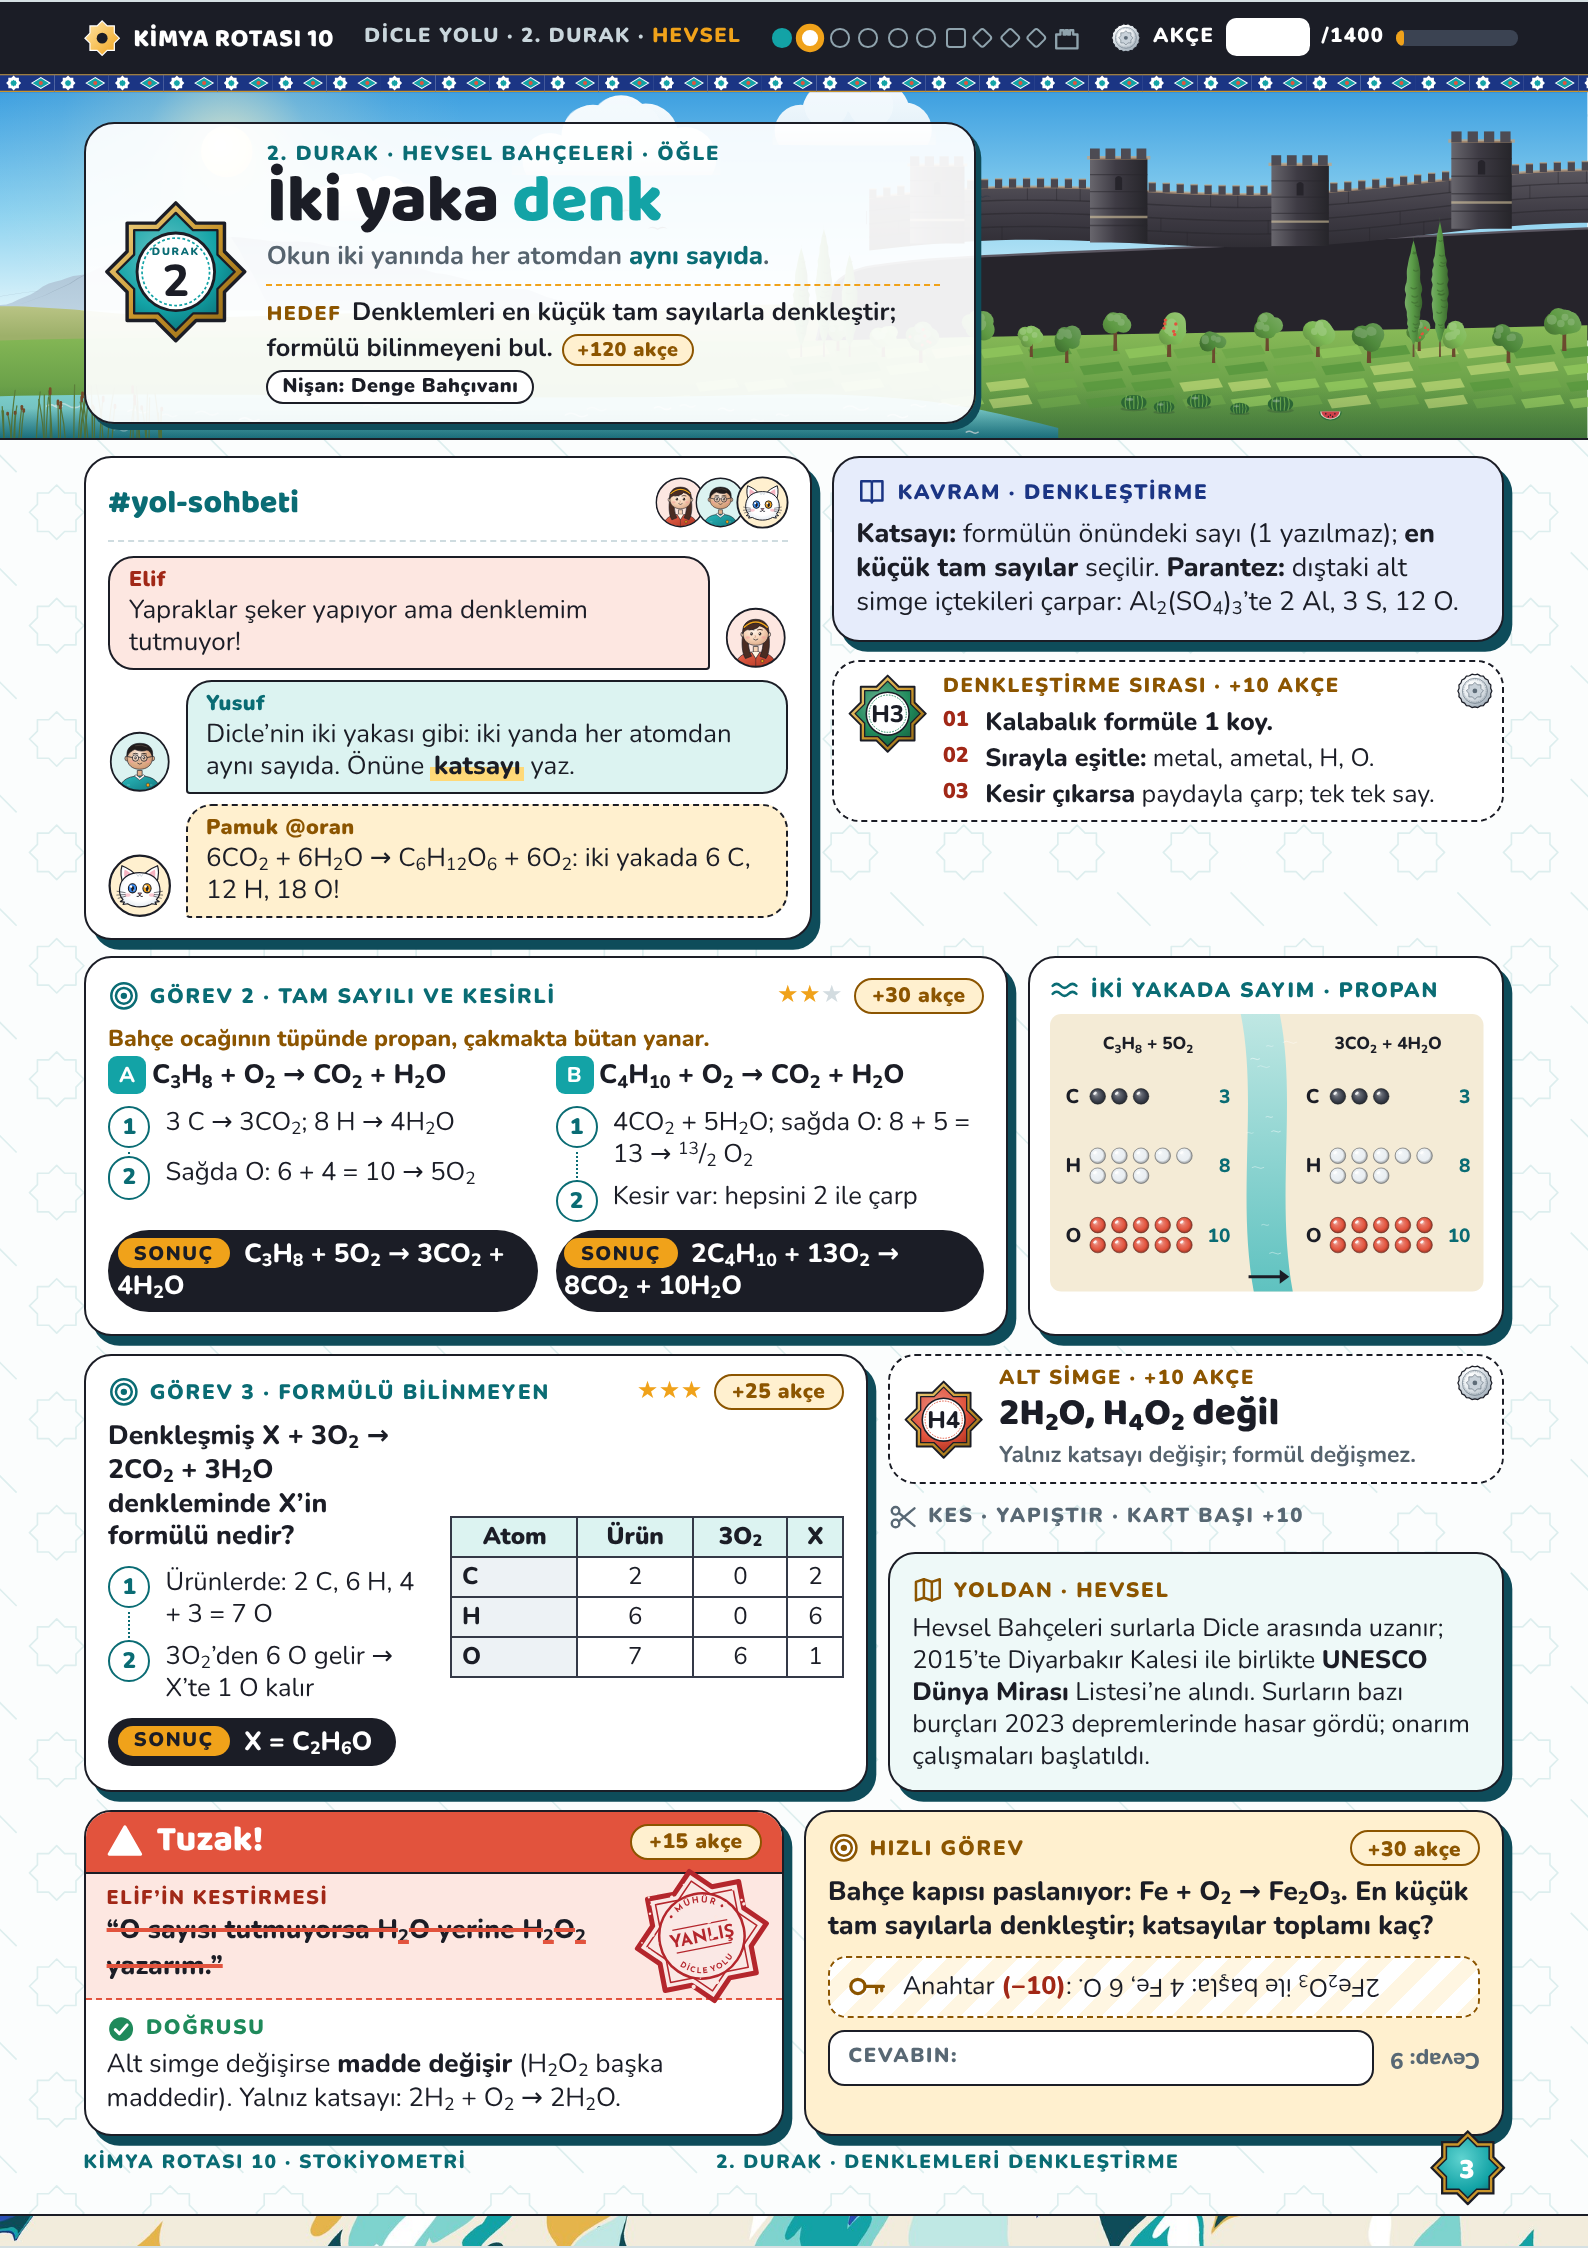 KİMYA ROTASI 10
DİCLE YOLU · 2. DURAK · HEVSEL
AKÇE /1400
2. DURAK · HEVSEL BAHÇELERİ · ÖĞLE
İki yaka denk
DURAK
2
Okun iki yanında her atomdan aynı sayıda.
HEDEF Denklemleri en küçük tam sayılarla denkleştir;
formülü bilinmeyeni bul. +120 akçe
Nişan: Denge Bahçıvanı
#yol-sohbeti
Elif
Yapraklar şeker yapıyor ama denklemim
tutmuyor!
Yusuf
Dicle’nin iki yakası gibi: iki yanda her atomdan
aynı sayıda. Önüne katsayı yaz.
Pamuk @oran
6CO₂ + 6H₂O → C₆H₁₂O₆ + 6O₂: iki yakada 6 C,
12 H, 18 O!
KAVRAM · DENKLEŞTİRME
Katsayı: formülün önündeki sayı (1 yazılmaz); en
küçük tam sayılar seçilir. Parantez: dıştaki alt
simge içtekileri çarpar: Al₂(SO₄)₃’te 2 Al, 3 S, 12 O.
H3
DENKLEŞTİRME SIRASI · +10 AKÇE
01 Kalabalık formüle 1 koy.
02 Sırayla eşitle: metal, ametal, H, O.
03 Kesir çıkarsa paydayla çarp; tek tek say.
GÖREV 2 · TAM SAYILI VE KESİRLİ
+30 akçe
Bahçe ocağının tüpünde propan, çakmakta bütan yanar.
A C₃H₈ + O₂ → CO₂ + H₂O
1 3 C → 3CO₂; 8 H → 4H₂O
2 Sağda O: 6 + 4 = 10 → 5O₂
SONUÇ C₃H₈ + 5O₂ → 3CO₂ +
4H₂O
B C₄H₁₀ + O₂ → CO₂ + H₂O
1 4CO₂ + 5H₂O; sağda O: 8 + 5 =
13 → ¹³/₂ O₂
2 Kesir var: hepsini 2 ile çarp
SONUÇ 2C₄H₁₀ + 13O₂ →
8CO₂ + 10H₂O
İKİ YAKADA SAYIM · PROPAN
C₃H₈ + 5O₂ 3CO₂ + 4H₂O
C 3 C 3
H 8 H 8
O 10 O 10
GÖREV 3 · FORMÜLÜ BİLİNMEYEN
+25 akçe
Denkleşmiş X + 3O₂ →
2CO₂ + 3H₂O
denkleminde X’in
formülü nedir?
1 Ürünlerde: 2 C, 6 H, 4
+ 3 = 7 O
2 3O₂’den 6 O gelir →
X’te 1 O kalır
SONUÇ X = C₂H₆O
Atom Ürün 3O₂ X
C 2 0 2
H 6 0 6
O 7 6 1
H4
ALT SİMGE · +10 AKÇE
2H₂O, H₄O₂ değil
Yalnız katsayı değişir; formül değişmez.
KES · YAPIŞTIR · KART BAŞI +10
YOLDAN · HEVSEL
Hevsel Bahçeleri surlarla Dicle arasında uzanır;
2015’te Diyarbakır Kalesi ile birlikte UNESCO
Dünya Mirası Listesi’ne alındı. Surların bazı
burçları 2023 depremlerinde hasar gördü; onarım
çalışmaları başlatıldı.
Tuzak!
+15 akçe
ELİF’İN KESTİRMESİ
“O sayısı tutmuyorsa H₂O yerine H₂O₂
yazarım.”
MÜHÜR
YANLIŞ
DİCLE YOLU
DOĞRUSU
Alt simge değişirse madde değişir (H₂O₂ başka
maddedir). Yalnız katsayı: 2H₂ + O₂ → 2H₂O.
HIZLI GÖREV
+30 akçe
Bahçe kapısı paslanıyor: Fe + O₂ → Fe₂O₃. En küçük
tam sayılarla denkleştir; katsayılar toplamı kaç?
Anahtar (−10): 2Fe₂O₃ ile başla: 4 Fe, 6 O.
CEVABIN:
Cevap: 9
KİMYA ROTASI 10 · STOKİYOMETRİ
2. DURAK · DENKLEMLERİ DENKLEŞTİRME
3